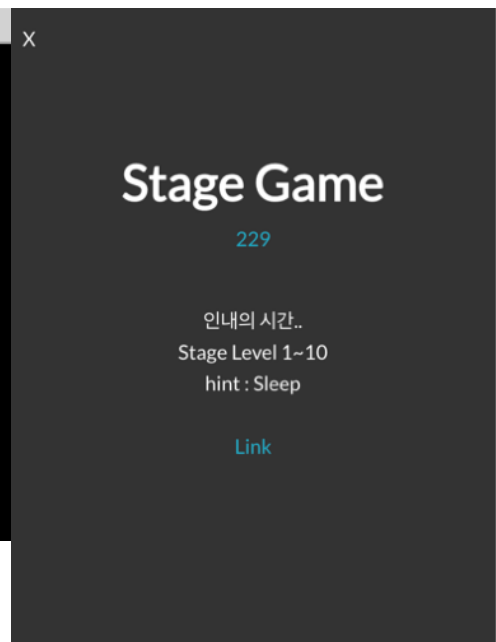 X
Stage Game
229
인내의 시간..
Stage Level 1~10
hint : Sleep
Link